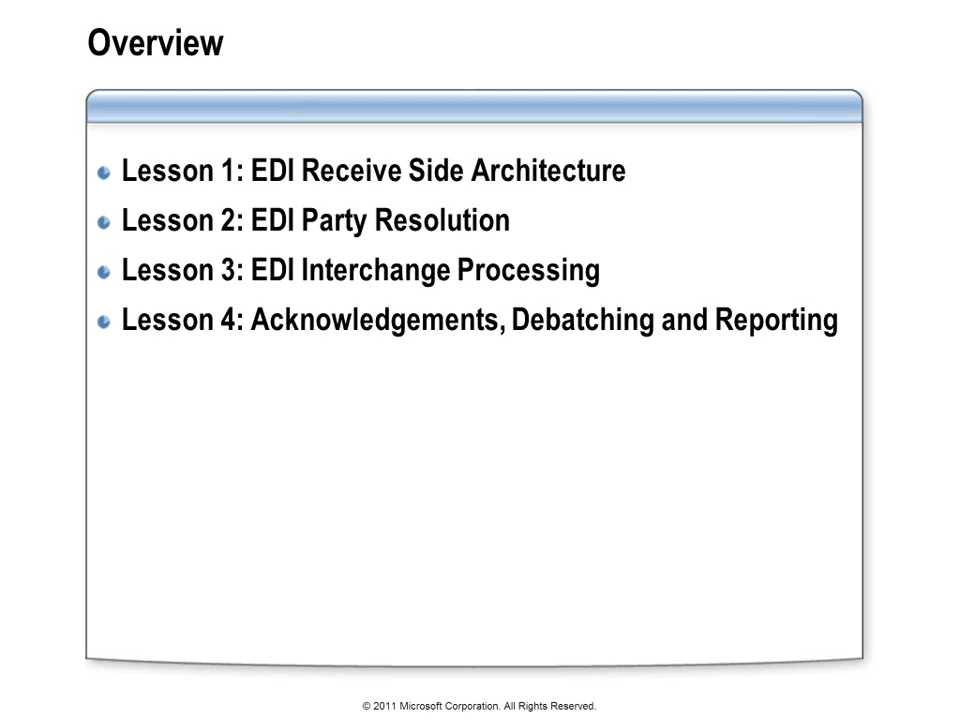 Overview
Lesson 1: EDI Receive Side Architecture
Lesson 2: EDI Party Resolution
Lesson 3: EDI Interchange Processing
Lesson 4: Acknowledgements, Debatching and Reporting
© 2011 Microsoft Corporation. All Rights Reserved.